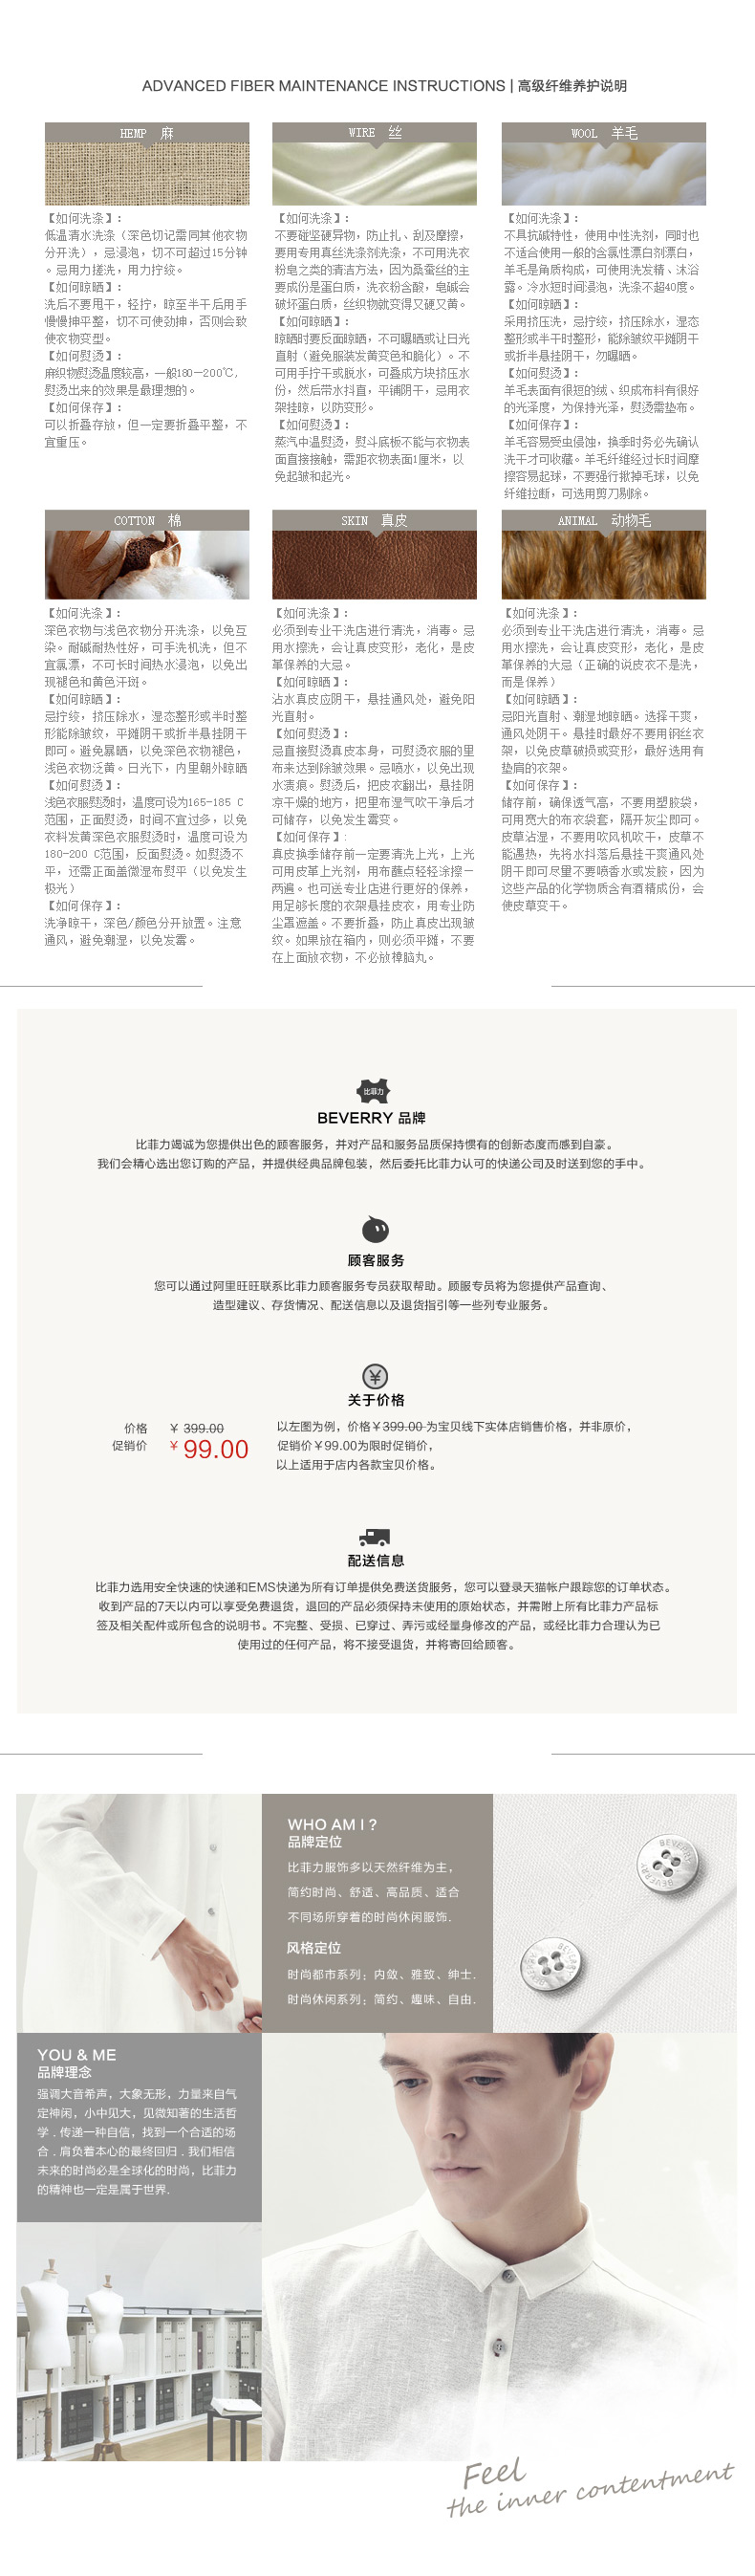 ADVANCED FIBER MAINTENANCE INSTRUCTIONS | 高级纤维养护说明
HEMP 麻
【如何洗涤】:
低温清水洗涤（深色切记需同其他衣物
分开洗），忌浸泡，切不可超过15分钟
。忌用力搓洗，用力拧绞。
【如何晾晒】:
洗后不要甩干，轻拧，晾至半干后用手
慢慢抻平整，切不可使劲抻，否则会致
使衣物变型。
【如何熨烫】:
麻织物熨烫温度较高，一般180—200℃，
熨烫出来的效果是最理想的。
【如何保存】:
可以折叠存放，但一定要折叠平整，不
宜重压。
WIRE 丝
【如何洗涤】:
不要碰坚硬异物，防止扎、刮及摩擦，
要用专用真丝洗涤剂洗涤，不可用洗衣
粉皂之类的清洁方法，因为桑蚕丝的主
要成份是蛋白质，洗衣粉含酸，皂碱会
破坏蛋白质，丝织物就变得又硬又黄。
【如何晾晒】:
晾晒时要反面晾晒，不可曝晒或让日光
直射（避免服装发黄变色和脆化）。不
可用手拧干或脱水，可叠成方块挤压水
份，然后带水抖直，平铺阴干，忌用衣
架挂晾，以防变形。
【如何熨烫】:
蒸汽中温熨烫，熨斗底板不能与衣物表
面直接接触，需距衣物表面1厘米，以
免起皱和起光。
WOOL 羊毛
【如何洗涤】:
不具抗碱特性，使用中性洗剂，同时也
不适合使用一般的含氯性漂白剂漂白，
羊毛是角质构成，可使用洗发精、沐浴
露。冷水短时间浸泡，洗涤不超40度。
【如何晾晒】:
采用挤压洗，忌拧绞，挤压除水，湿态
整形或半干时整形，能除皱纹平摊阴干
或折半悬挂阴干，勿曝晒。
【如何熨烫】:
羊毛表面有很短的绒、织成布料有很好
的光泽度，为保持光泽，熨烫需垫布。
【如何保存】:
羊毛容易受虫侵蚀，换季时务必先确认
洗干才可收藏。羊毛纤维经过长时间摩
擦容易起球，不要强行揪掉毛球，以免
纤维拉断，可选用剪刀剔除。
COTTON 棉
【如何洗涤】:
深色衣物与浅色衣物分开洗涤，以免互
染。耐碱耐热性好，可手洗机洗，但不
宜氯漂，不可长时间热水浸泡，以免出
现褪色和黄色汗斑。
【如何晾晒】:
忌拧绞，挤压除水，湿态整形或半时整
形能除皱纹，平摊阴干或折半悬挂阴干
即可。避免暴晒，以免深色衣物褪色，
浅色衣物泛黄。日光下，内里朝外晾晒
【如何熨烫】:
浅色衣服熨烫时，温度可设为165-185 C
范围，正面熨烫，时间不宜过多，以免
衣料发黄深色衣服熨烫时，温度可设为
180-200 C范围，反面熨烫。如熨烫不
平，还需正面盖微湿布熨平（以免发生
极光）
【如何保存】:
洗净晾干，深色/颜色分开放置。注意
通风，避免潮湿，以免发霉。
SKIN 真皮
【如何洗涤】:
必须到专业干洗店进行清洗，消毒。忌
用水擦洗，会让真皮变形，老化，是皮
革保养的大忌。
【如何晾晒】:
沾水真皮应阴干，悬挂通风处，避免阳
光直射。
【如何熨烫】:
忌直接熨烫真皮本身，可熨烫衣服的里
布来达到除皱效果。忌喷水，以免出现
水渍痕。熨烫后，把皮衣翻出，悬挂阴
凉干燥的地方，把里布湿气吹干净后才
可储存，以免发生霉变。
【如何保存】:
真皮换季储存前一定要清洗上光，上光
可用皮革上光剂，用布蘸点轻轻涂擦一
两遍。也可送专业店进行更好的保养，
用足够长度的衣架悬挂皮衣，用专业防
尘罩遮盖。不要折叠，防止真皮出现皱
纹。如果放在箱内，则必须平摊，不要
在上面放衣物，不必放樟脑丸。
ANIMAL 动物毛
【如何洗涤】:
必须到专业干洗店进行清洗，消毒。忌
用水擦洗，会让真皮变形，老化，是皮
革保养的大忌（正确的说皮衣不是洗，
而是保养）
【如何晾晒】:
忌阳光直射、潮湿地晾晒。选择干爽，
通风处阴干。悬挂时最好不要用钢丝衣
架，以免皮草破损或变形，最好选用有
垫肩的衣架。
【如何保存】:
储存前，确保透气高，不要用塑胶袋，
可用宽大的布衣袋套，隔开灰尘即可。
皮草沾湿，不要用吹风机吹干，皮草不
能遇热，先将水抖落后悬挂干爽通风处
阴干即可尽里不要喷香水或发胶，因为
这些产品的化学物质含有酒精成份，会
使皮草变干。
比菲力
BEVERRY 品牌
比菲力竭诚为您提供出色的顾客服务，并对产品和服务品质保持惯有的创新态度而感到自豪。
我们会精心选出您订购的产品，并提供经典品牌包装，然后委托比菲力认可的快递公司及时送到您的手中。
顾客服务
您可以通过阿里旺旺联系比菲力顾客服务专员获取帮助。顾服专员将为您提供产品查询、
造型建议、存货情况、配送信息以及退货指引等一些列专业服务。
¥
关于价格
价格 ￥ 399.00
促销价 ￥ 99.00
以左图为例，价格￥399.00 为宝贝线下实体店销售价格，并非原价，
促销价￥99.00为限时促销价，
以上适用于店内各款宝贝价格。
配送信息
比菲力选用安全快速的快递和EMS快递为所有订单提供免费送货服务，您可以登录天猫帐户跟踪您的订单状态。
收到产品的7天以内可以享受免费退货，退回的产品必须保持未使用的原始状态，并需附上所有比菲力产品标
签及相关配件或所包含的说明书。不完整、受损、已穿过、弄污或经量身修改的产品，或经比菲力合理认为已
使用过的任何产品，将不接受退货，并将寄回给顾客。
WHO AM I ?
品牌定位
比菲力服饰多以天然纤维为主，
简约时尚、舒适、高品质、适合
不同场所穿着的时尚休闲服饰.
风格定位
时尚都市系列；内敛、雅致、绅士.
时尚休闲系列；简约、趣味、自由.
BEVERRY
BEVERRY
YOU & ME
品牌理念
强调大音希声，大象无形，力量来自气
定神闲，小中见大，见微知著的生活哲
学．传递一种自信，找到一个合适的场
合．肩负着本心的最终回归．我们相信
未来的时尚必是全球化的时尚，比菲力
的精神也一定是属于世界.
Feel
the inner contentment